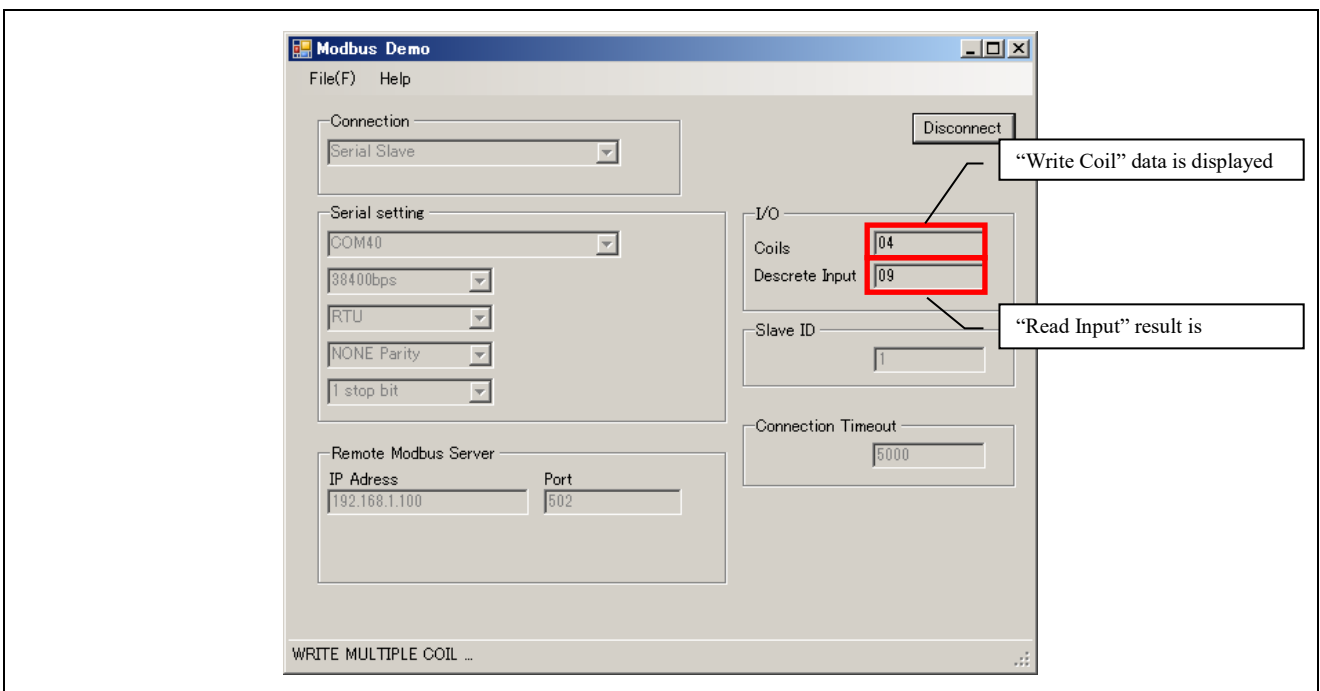 Modbus Demo
File(F) Help
Connection
Serial Slave
Disconnect
“Write Coil” data is displayed
Serial setting
COM40
38400bps
RTU
NONE Parity
1 stop bit
I/O
Coils 04
Descrete Input 09
“Read Input” result is
Slave ID
1
Connection Timeout
5000
Remote Modbus Server
IP Adress Port
192.168.1.100 502
WRITE MULTIPLE COIL ...